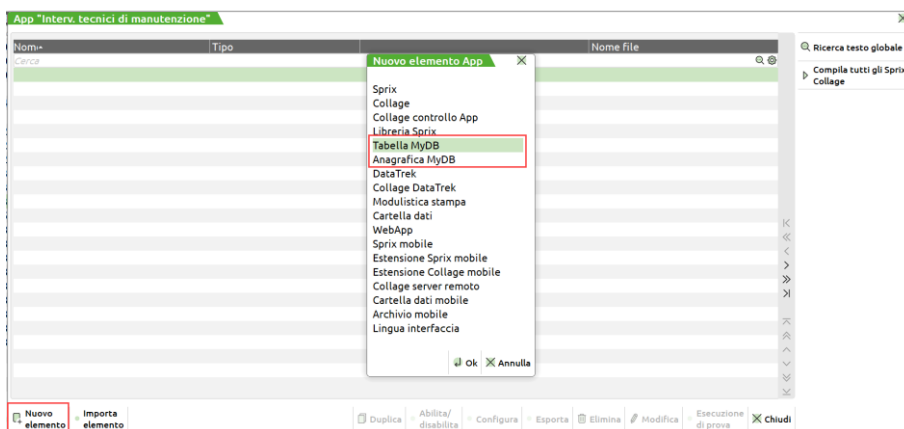 App "Interv. tecnici di manutenzione"
Nom Tipo Nome file
Cerca
Ricerca testo globale
Compila tutti gli Sprix
Collage
Nuovo elemento App
Sprix
Collage
Collage controllo App
Libreria Sprix
Tabella MyDB
Anagrafica MyDB
DataTrek
Collage DataTrek
Modulistica stampa
Cartella dati
WebApp
Sprix mobile
Estensione Sprix mobile
Estensione Collage mobile
Collage server remoto
Cartella dati mobile
Archivio mobile
Lingua interfaccia
Ok Annulla
Nuovo elemento
Importa elemento
Duplica
Abilita/ disabilita
Configura
Esporta
Elimina
Modifica
Esecuzione di prova
Chiudi